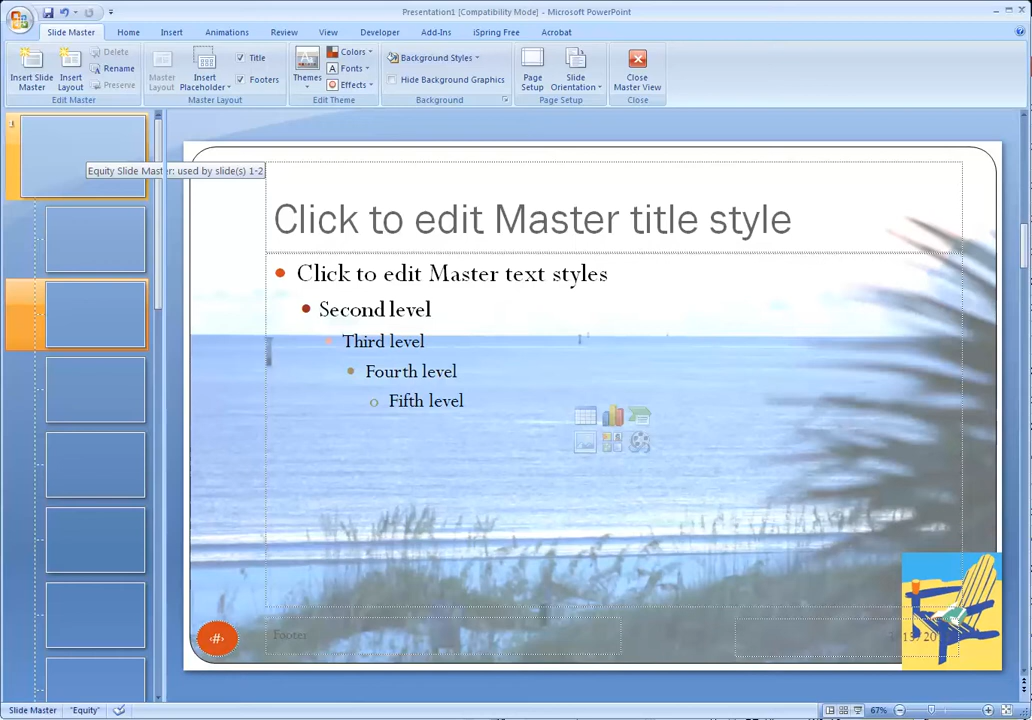 Presentation1 [Compatibility Mode] - Microsoft PowerPoint
Slide Master
Home
Insert
Animations
Review
View
Developer
Add-Ins
iSpring Free
Acrobat
Insert Slide Master
Insert Layout
Delete
Rename
Preserve
Edit Master
Master Layout
Insert Placeholder
Title
Footers
Master Layout
Themes
Colors
Fonts
Effects
Edit Theme
Background Styles
Hide Background Graphics
Background
Page Setup
Slide Orientation
Page Setup
Close Master View
Close
1
Equity Slide Master: used by slide(s) 1-2
Click to edit Master title style
Click to edit Master text styles
Second level
Third level
Fourth level
Fifth level
‹#›
Footer
Slide Master
"Equity"
67%